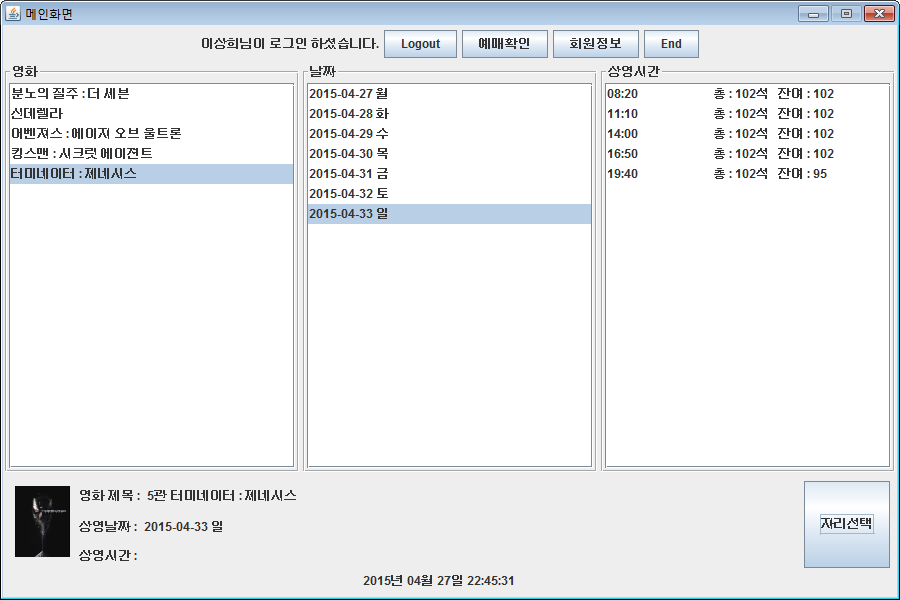 메인화면
이상희님이 로그인 하셨습니다. Logout 예매확인 회원정보 End
영화
분노의 질주 : 더 세븐
신데렐라
어벤져스 : 에이지 오브 울트론
킹스맨 : 시크릿 에이젼트
터미네이터 : 제네시스
날짜
2015-04-27 월
2015-04-28 화
2015-04-29 수
2015-04-30 목
2015-04-31 금
2015-04-32 토
2015-04-33 일
상영시간
08:20 총 : 102석 잔여 : 102
11:10 총 : 102석 잔여 : 102
14:00 총 : 102석 잔여 : 102
16:50 총 : 102석 잔여 : 102
19:40 총 : 102석 잔여 : 95
영화 제목 : 5관 터미네이터 : 제네시스
상영날짜 : 2015-04-33 일
상영시간 :
자리선택
2015년 04월 27일 22:45:31